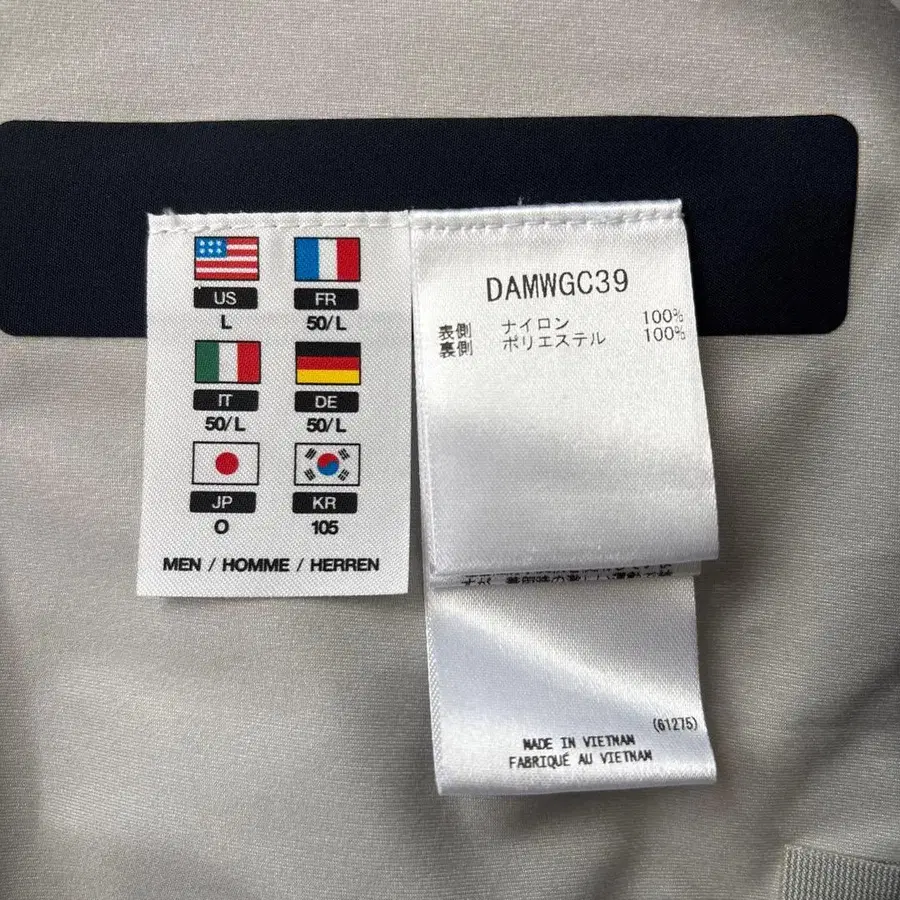 US
FR
L
50/L
IT
DE
50/L
50/L
JP
KR
O
105
MEN / HOMME / HERREN
DAMWGC39
表側 ナイロン 100%
裏側 ポリエステル 100%
(61275)
MADE IN VIETNAM
FABRIQUÉ AU VIETNAM